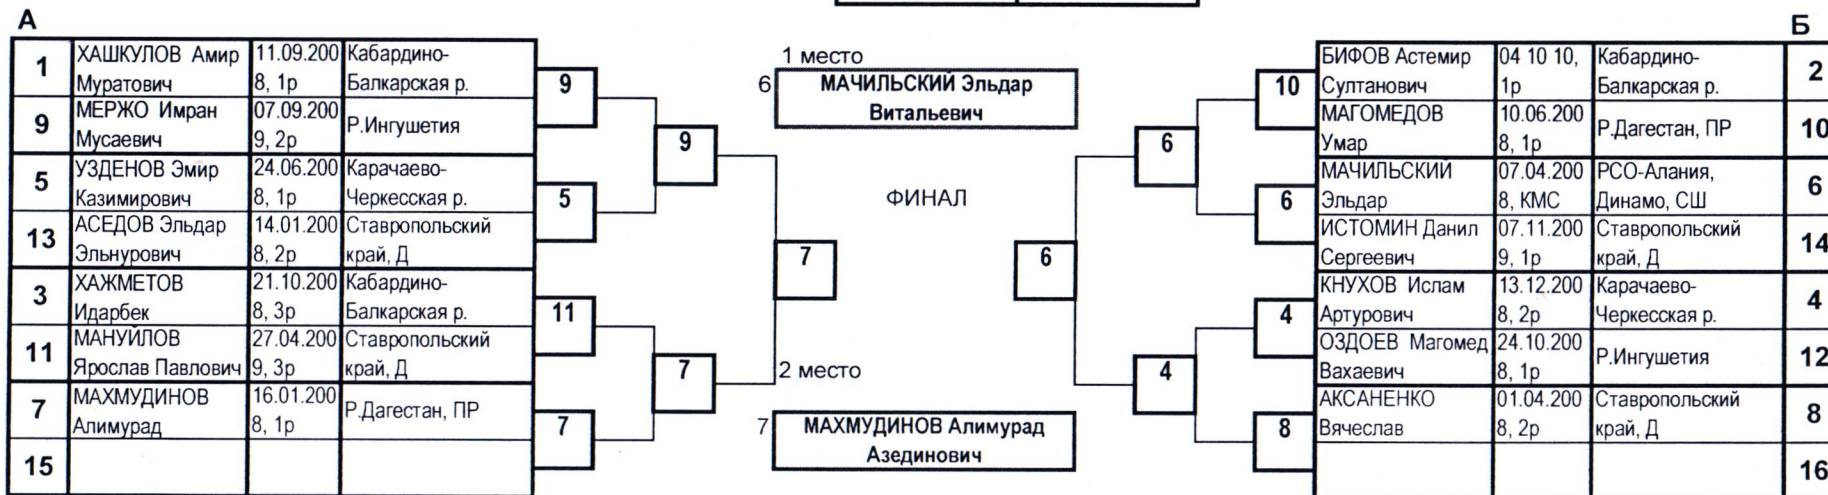 А
Б
1 ХАШКУЛОВ Амир 11.09.200 Кабардино-
Муратович 8, 1р Балкарская р.
9 МЕРЖО Имран 07.09.200 Р.Ингушетия
Мусаевич 9, 2р
5 УЗДЕНОВ Эмир 24.06.200 Карачаево-
Казимирович 8, 1р Черкесская р.
13 АСЕДОВ Эльдар 14.01.200 Ставропольский
Эльнурович 8, 2р край, Д
3 ХАЖМЕТОВ 21.10.200 Кабардино-
Идарбек 8, 3р Балкарская р.
11 МАНУЙЛОВ 27.04.200 Ставропольский
Ярослав Павлович 9, 3р край, Д
7 МАХМУДИНОВ 16.01.200 Р.Дагестан, ПР
Алимурад 8, 1р
15
9
5
11
7
9
7
7
1 место
6 МАЧИЛЬСКИЙ Эльдар
Витальевич
ФИНАЛ
2 место
7 МАХМУДИНОВ Алимурад
Азединович
6
6
4
10
6
4
8
БИФОВ Астемир 04 10 10, Кабардино- 2
Султанович 1р Балкарская р.
МАГОМЕДОВ 10.06.200 Р.Дагестан, ПР 10
Умар 8, 1р
МАЧИЛЬСКИЙ 07.04.200 РСО-Алания, 6
Эльдар 8, КМС Динамо, СШ
ИСТОМИН Данил 07.11.200 Ставропольский 14
Сергеевич 9, 1р край, Д
КНУХОВ Ислам 13.12.200 Карачаево- 4
Артурович 8, 2р Черкесская р.
ОЗДОЕВ Магомед 24.10.200 Р.Ингушетия 12
Вахаевич 8, 1р
АКСАНЕНКО 01.04.200 Ставропольский 8
Вячеслав 8, 2р край, Д
16